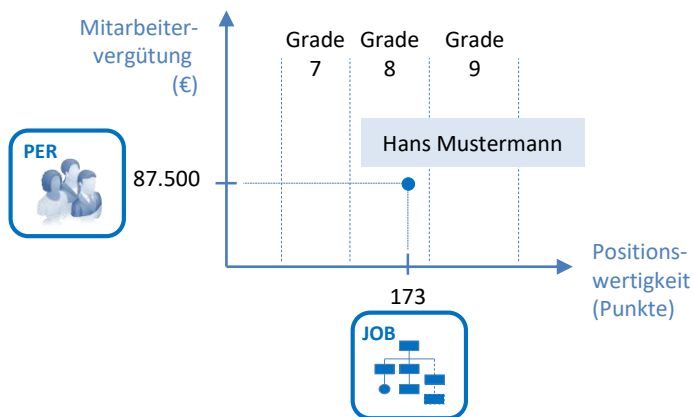 Mitarbeiter-
vergütung
(€)
Grade
7
Grade
8
Grade
9
Hans Mustermann
PER
87.500
173
Positions-
wertigkeit
(Punkte)
JOB